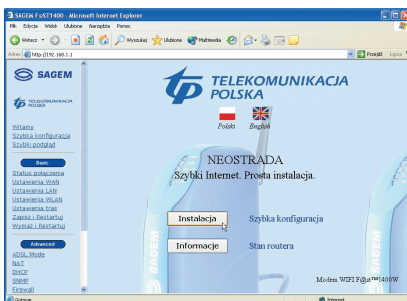 SAGEM F@ST1400 - Microsoft Internet Explorer
Plik Edycja Widok Ulubione Narzędzia Pomoc
Wstecz Wyszukaj Ulubione Multimedia
Adres http://192.168.1.1 Przejdź Łącza
SAGEM
TELEKOMUNIKACJA
POLSKA
Witamy
Szybka konfiguracja
Szybki podgląd
Basic
Status połączenia
Ustawienia WAN
Ustawienia LAN
Ustawienia WLAN
Ustawienia tras
Zapisz i Restartuj
Wymaż i Restartuj
Advanced
ADSL Mode
NAT
DHCP
SNMP
Firewall
tp TELEKOMUNIKACJA
POLSKA
Polski English
NEOSTRADA
Szybki Internet. Prosta instalacja.
Instalacja Szybka konfiguracja
Informacje Stan routera
Modem WIFI F@st™1400W
Gotowe Internet